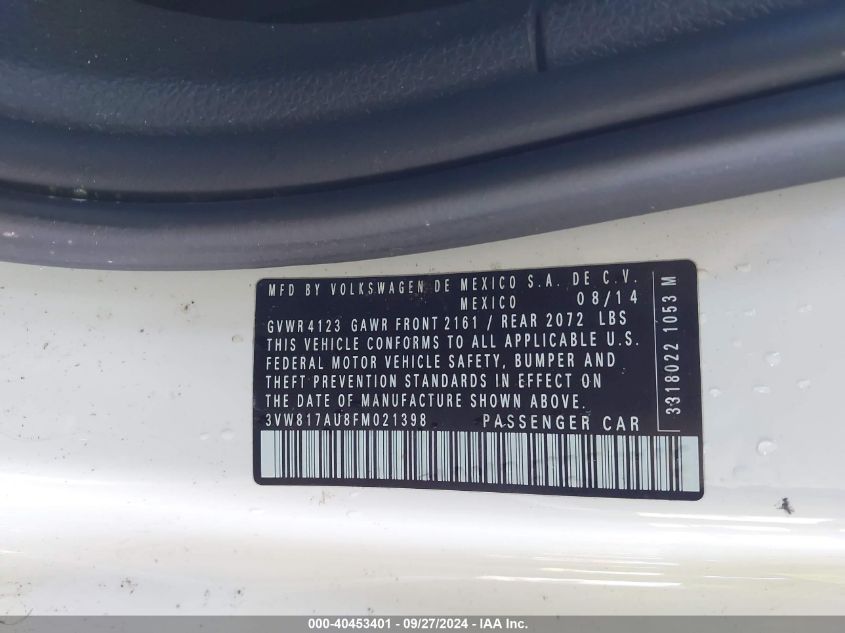 MFD BY VOLKSWAGEN DE MEXICO S.A. DE C.V.
MEXICO 08/14
GVWR 4123 GAWR FRONT 2161 / REAR 2072 LBS
THIS VEHICLE CONFORMS TO ALL APPLICABLE U.S.
FEDERAL MOTOR VEHICLE SAFETY, BUMPER AND
THEFT PREVENTION STANDARDS IN EFFECT ON
THE DATE OF MANUFACTURE SHOWN ABOVE.
3VW817AU8FM021398 PASSENGER CAR
3318022 1053 M
000-40453401 - 09/27/2024 - IAA Inc.